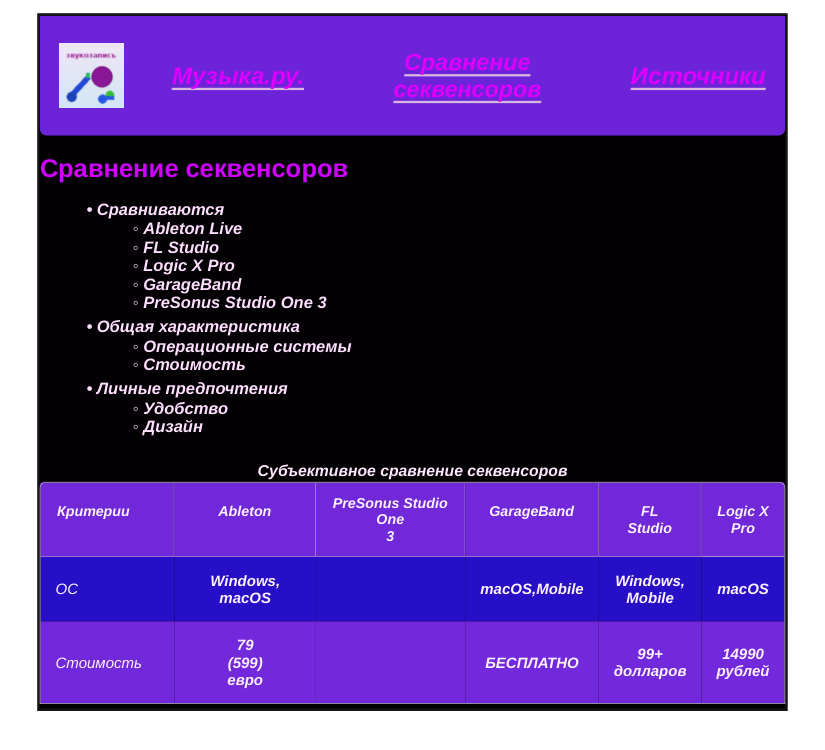 звукозапись
Музыка.ру.
Сравнение
секвенсоров
Источники
Сравнение секвенсоров
• Сравниваются
◦ Ableton Live
◦ FL Studio
◦ Logic X Pro
◦ GarageBand
◦ PreSonus Studio One 3
• Общая характеристика
◦ Операционные системы
◦ Стоимость
• Личные предпочтения
◦ Удобство
◦ Дизайн
Субъективное сравнение секвенсоров
Критерии
Ableton
PreSonus Studio
One
3
GarageBand
FL
Studio
Logic X
Pro
ОС
Windows,
macOS
macOS,Mobile
Windows,
Mobile
macOS
Стоимость
79
(599)
евро
БЕСПЛАТНО
99+
долларов
14990
рублей